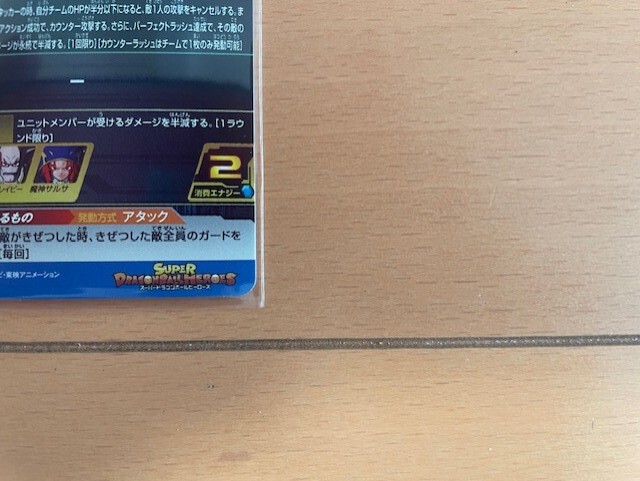 タッカーの時、自分チームのHPが半分以下になると、敵1人の攻撃をキャンセルする。ま
アクション成功で、カウンター攻撃する。さらに、パーフェクトラッシュ達成で、その敵の
ージが永続で半減する。[1回限り][カウンターラッシュはチームで1枚のみ発動可能]
ー
ユニットメンバーが受けるダメージを半減する。[1ラウ
ンド限り]
レイビー 魔神サルサ
2
消費エナジー
るもの 発動方式 アタック
敵がきぜつした時、きぜつした敵全員のガードを
[毎回]
ビ・東映アニメーション
SUPER
DRAGONBALL HEROES
スーパードラゴンボールヒーローズ